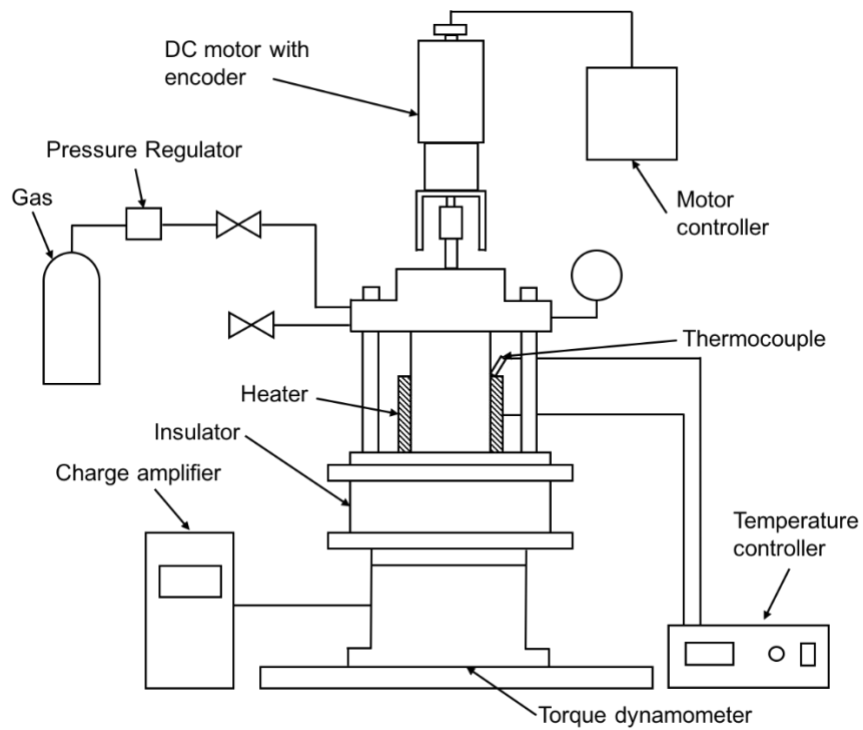 DC motor with
encoder
Pressure Regulator
Gas
Motor
controller
Thermocouple
Heater
Insulator
Charge amplifier
Temperature
controller
Torque dynamometer